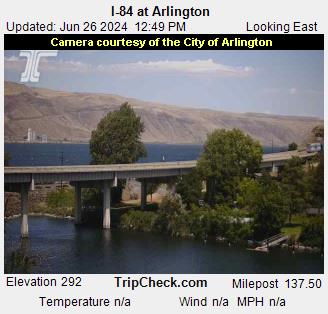 I-84 at Arlington
Updated: Jun 26 2024 12:49 PM Looking East
Camera courtesy of the City of Arlington
Elevation 292 TripCheck.com Milepost 137.50
Temperature n/a Wind n/a MPH n/a